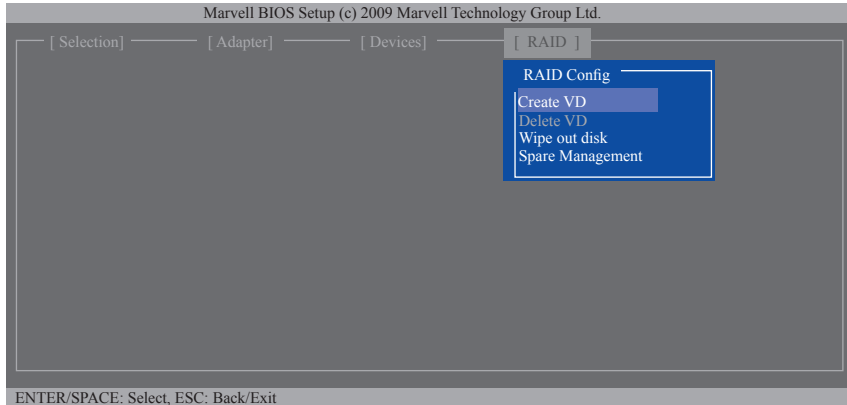 Marvell BIOS Setup (c) 2009 Marvell Technology Group Ltd.
[ Selection] [ Adapter] [ Devices] [ RAID ]
RAID Config
Create VD
Delete VD
Wipe out disk
Spare Management
ENTER/SPACE: Select, ESC: Back/Exit